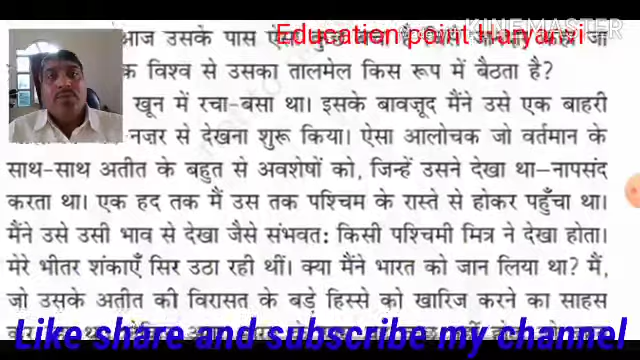 Education point Haryanvi
आज उसके पास
KINEMASTER
विश्व से उसका तालमेल किस रूप में बैठता है?
खून में रचा-बसा था। इसके बावजूद मैंने उसे एक बाहरी
नज़र से देखना शुरू किया। ऐसा आलोचक जो वर्तमान के
साथ-साथ अतीत के बहुत से अवशेषों को, जिन्हें उसने देखा था—नापसंद
करता था। एक हद तक मैं उस तक पश्चिम के रास्ते से होकर पहुँचा था।
मैंने उसे उसी भाव से देखा जैसे संभवत: किसी पश्चिमी मित्र ने देखा होता।
मेरे भीतर शंकाएँ सिर उठा रही थीं। क्या मैंने भारत को जान लिया था? मैं,
जो उसके अतीत की विरासत के बड़े हिस्से को खारिज करने का साहस
Like share and subscribe my channel